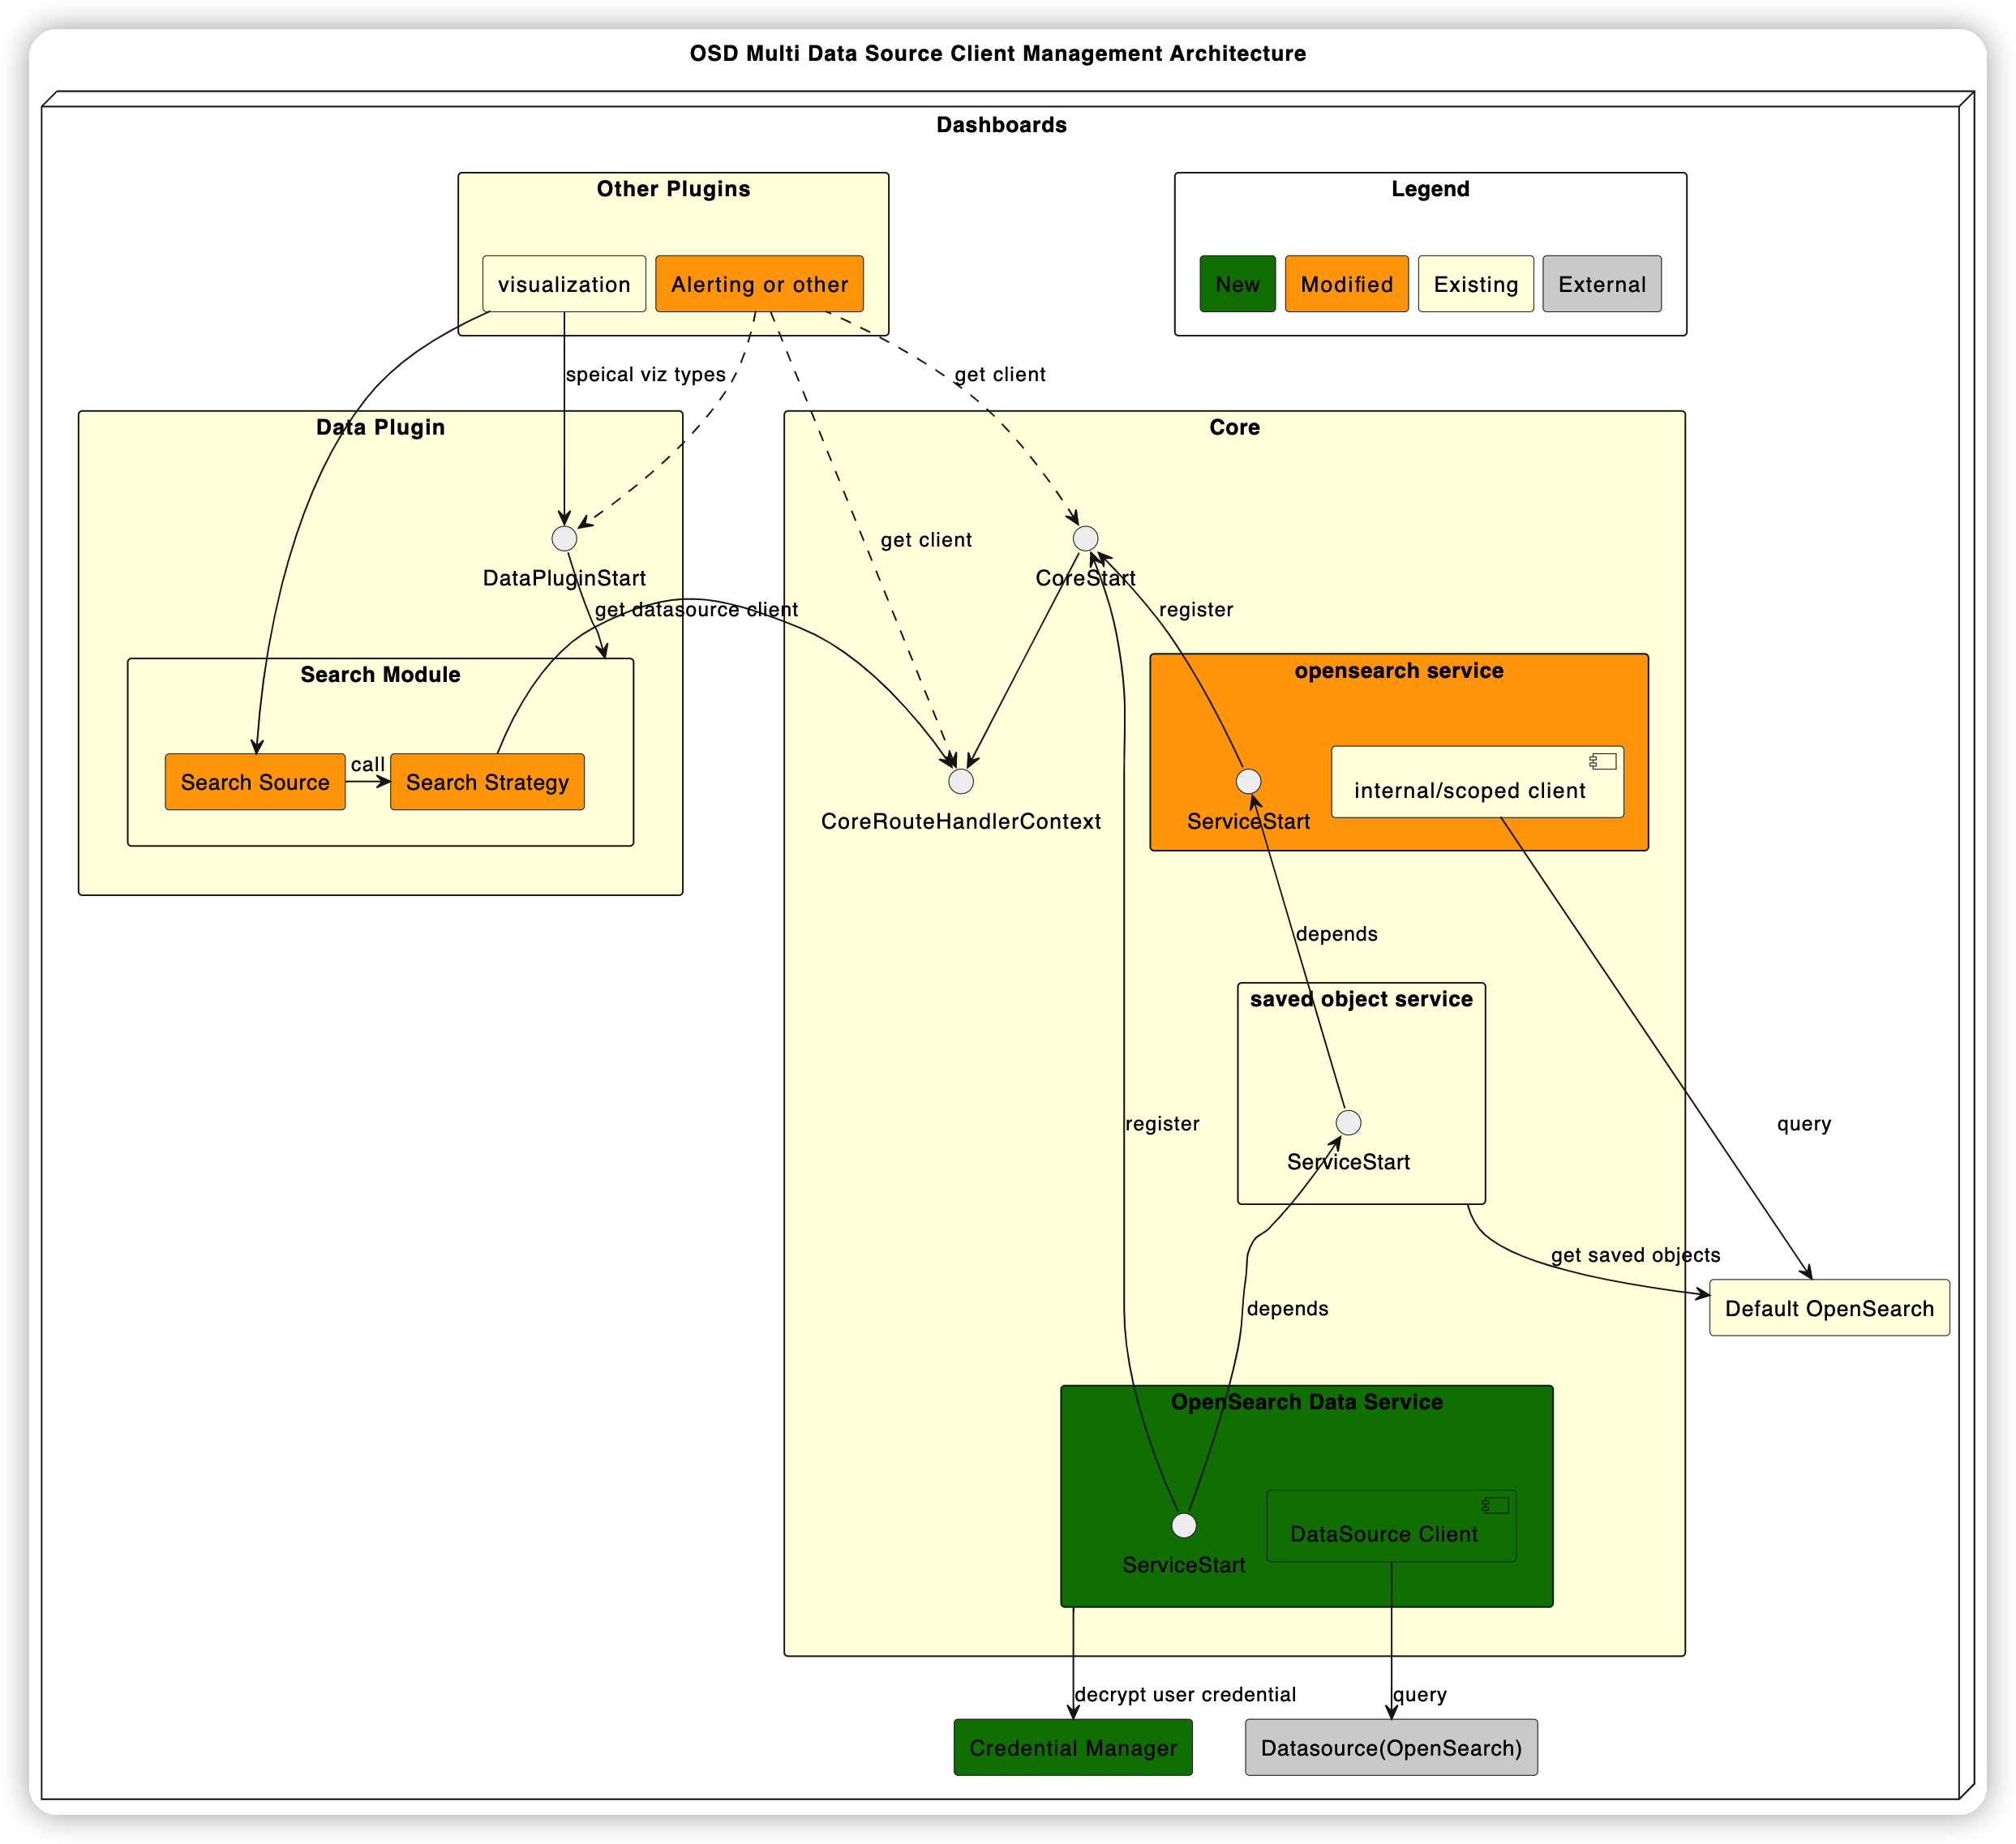 OSD Multi Data Source Client Management Architecture
Dashboards
Other Plugins
visualization
Alerting or other
Legend
New
Modified
Existing
External
speical viz types
get client
Data Plugin
Core
get client
DataPluginStart
CoreStart
get datasource client
register
Search Module
Search Source
call
Search Strategy
CoreRouteHandlerContext
opensearch service
ServiceStart
internal/scoped client
depends
saved object service
ServiceStart
register
query
get saved objects
depends
Default OpenSearch
OpenSearch Data Service
ServiceStart
DataSource Client
decrypt user credential
query
Credential Manager
Datasource(OpenSearch)